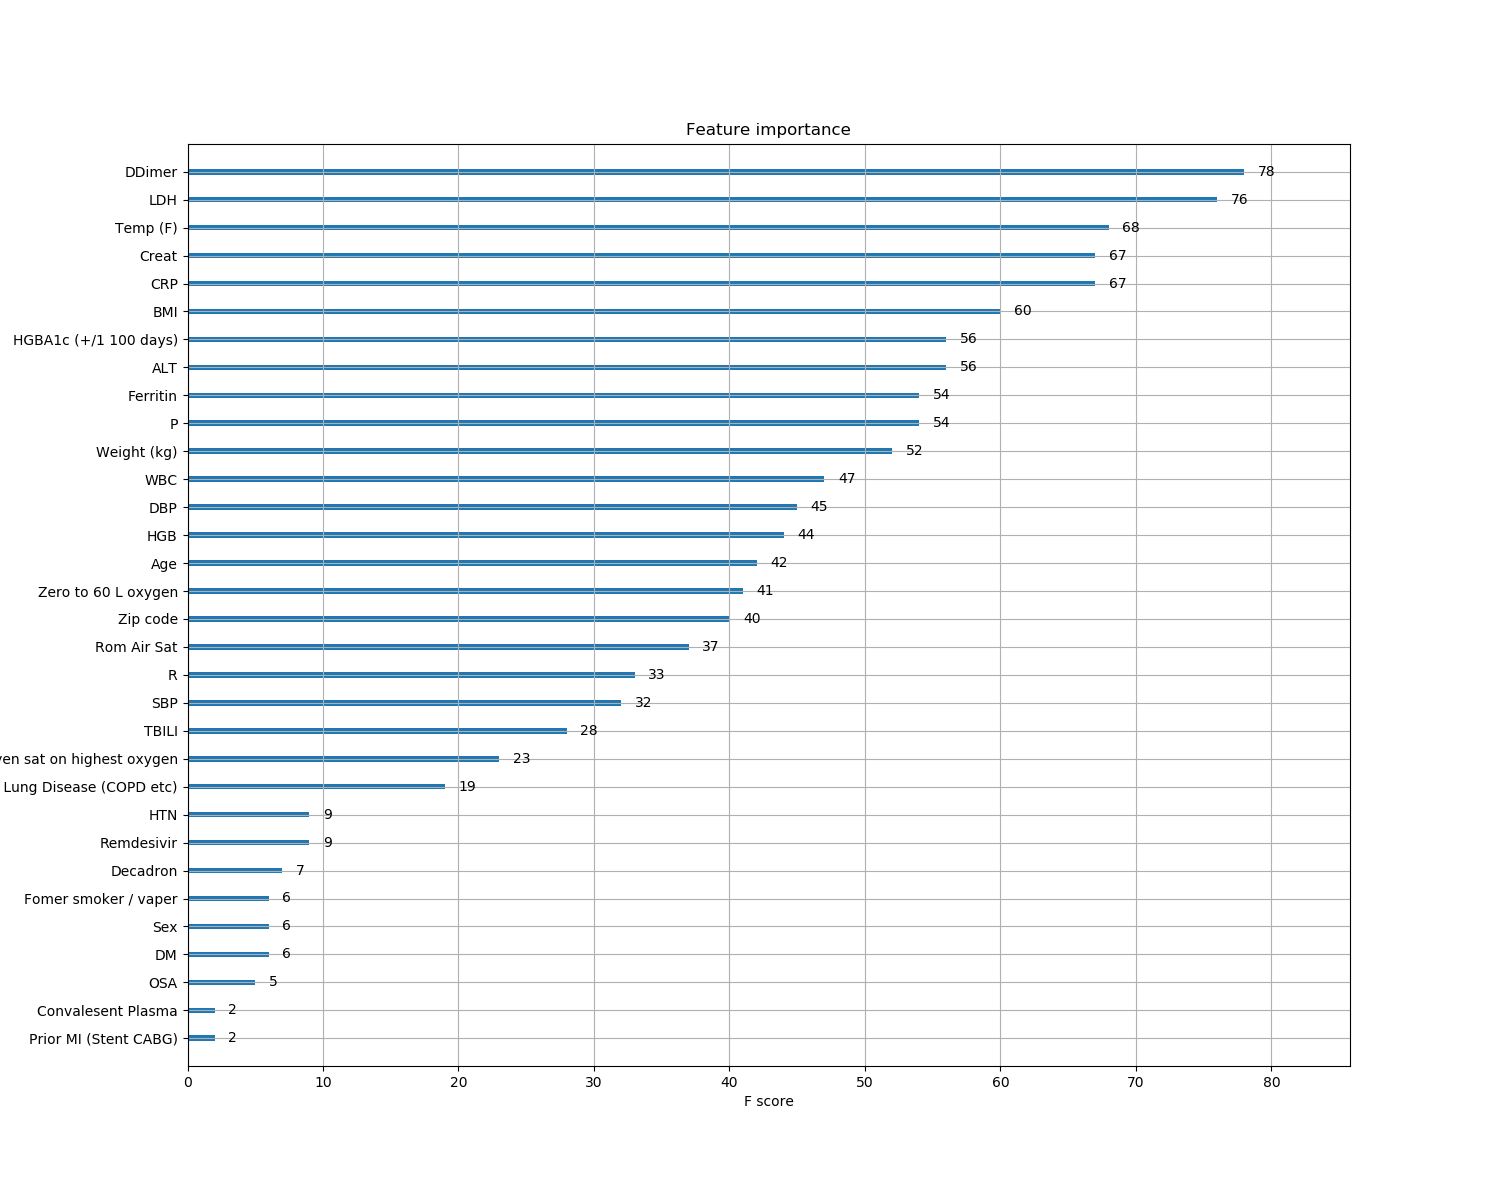 Feature importance
DDimer 78
LDH 76
Temp (F) 68
Creat 67
CRP 67
BMI 60
HGBA1c (+/1 100 days) 56
ALT 56
Ferritin 54
P 54
Weight (kg) 52
WBC 47
DBP 45
HGB 44
Age 42
Zero to 60 L oxygen 41
Zip code 40
Rom Air Sat 37
R 33
SBP 32
TBILI 28
sat on highest oxygen 23
Lung Disease (COPD etc) 19
HTN 9
Remdesivir 9
Decadron 7
Fomer smoker / vaper 6
Sex 6
DM 6
OSA 5
Convalesent Plasma 2
Prior MI (Stent CABG) 2
0 10 20 30 40 50 60 70 80
F score